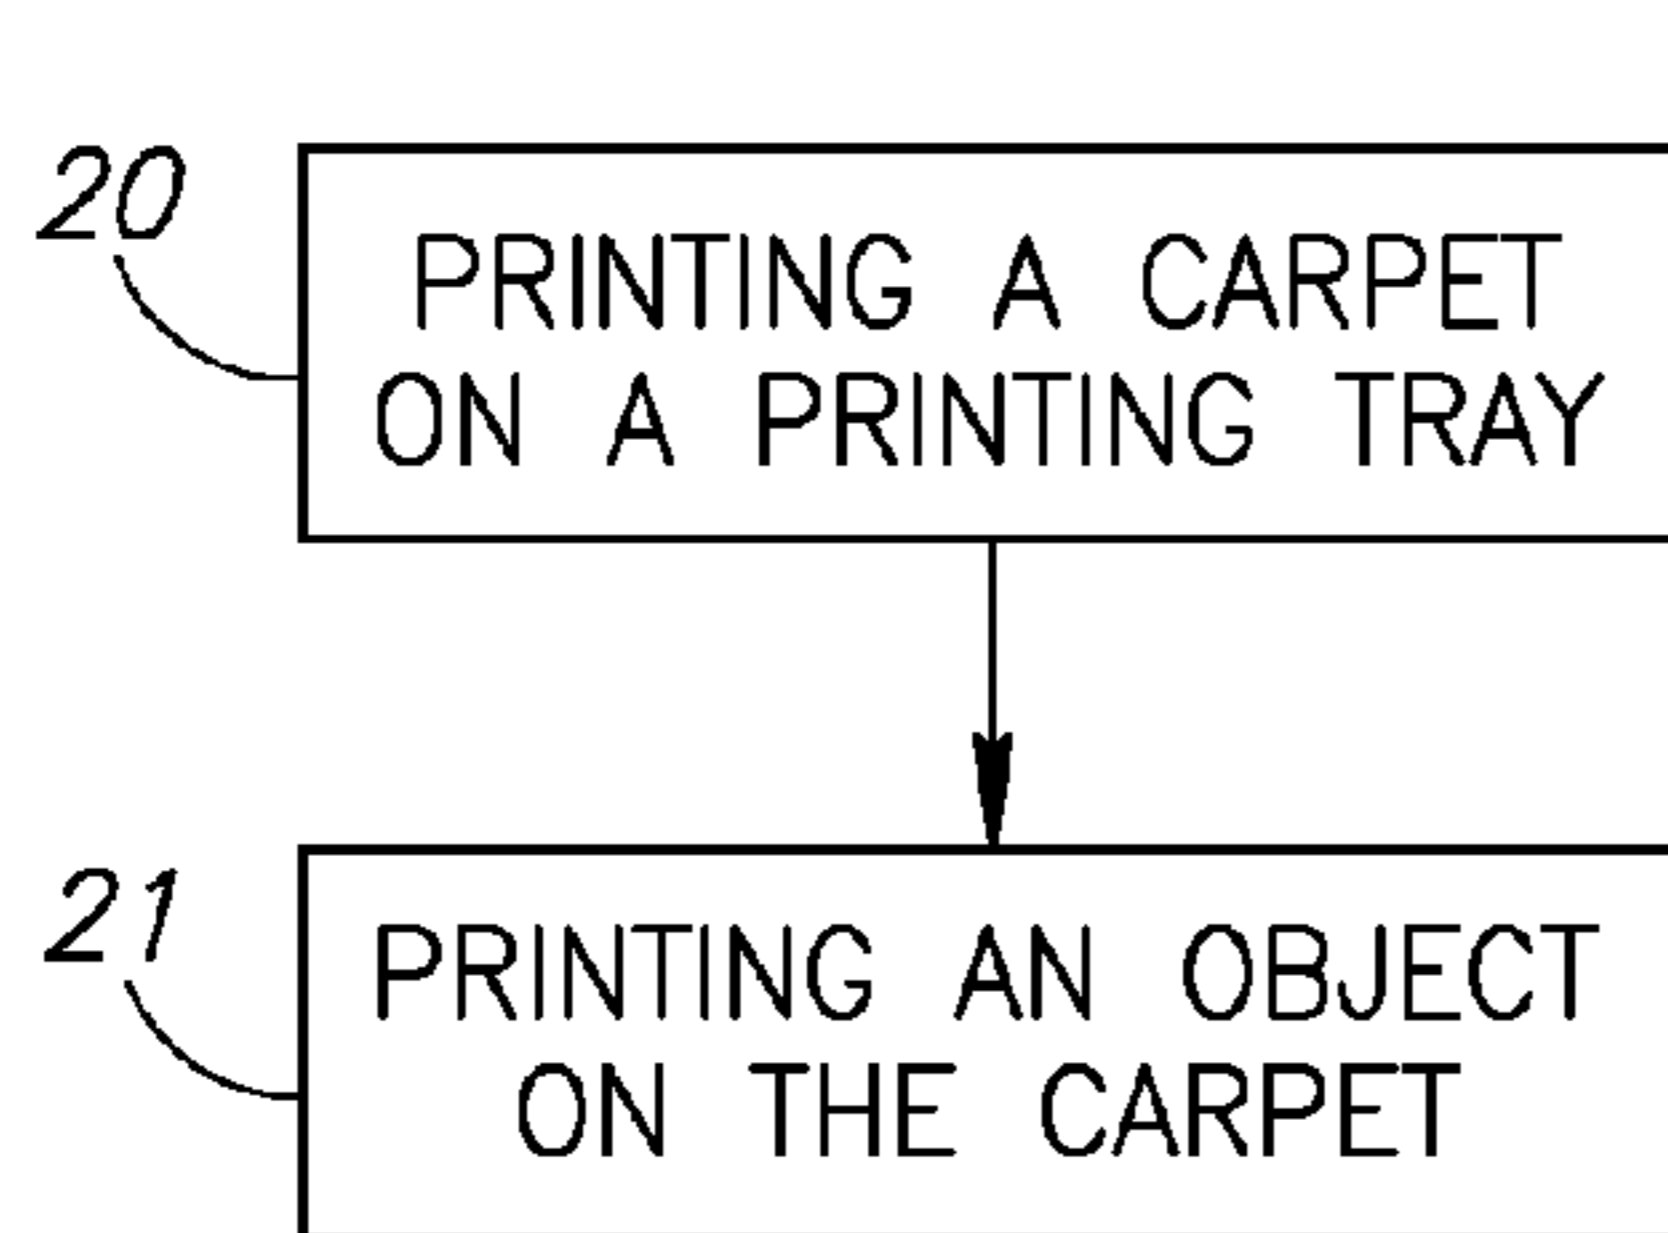 20
PRINTING A CARPET
ON A PRINTING TRAY
21
PRINTING AN OBJECT
ON THE CARPET